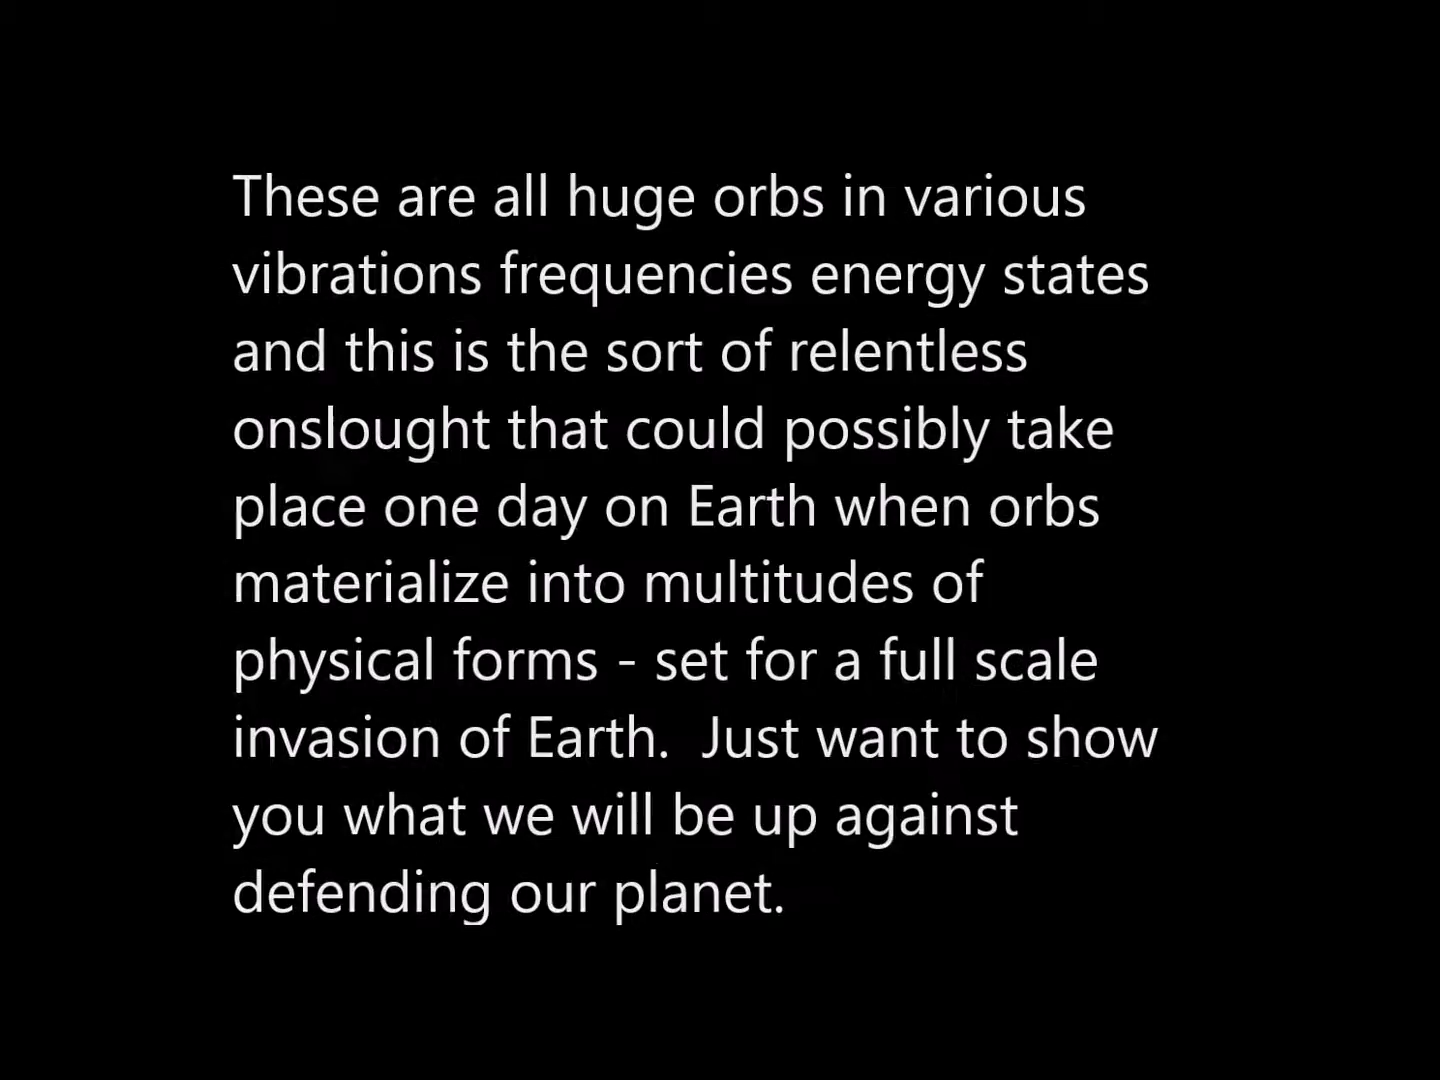 These are all huge orbs in various
vibrations frequencies energy states
and this is the sort of relentless
onslought that could possibly take
place one day on Earth when orbs
materialize into multitudes of
physical forms - set for a full scale
invasion of Earth.  Just want to show
you what we will be up against
defending our planet.